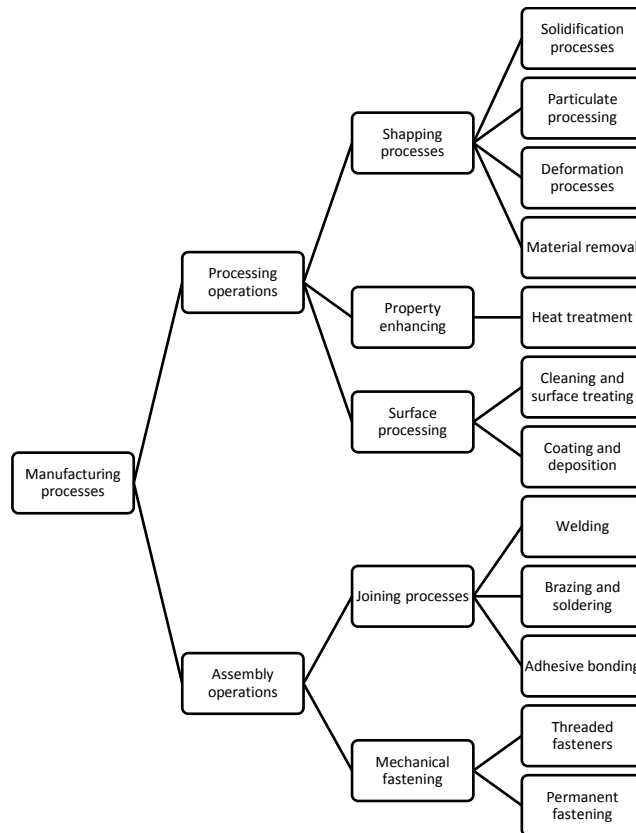 Solidification
processes
Particulate
processing
Shapping
processes
Deformation
processes
Material removal
Processing
operations
Property
enhancing
Heat treatment
Cleaning and
surface treating
Surface
processing
Coating and
deposition
Manufacturing
processes
Welding
Joining processes
Brazing and
soldering
Assembly
operations
Adhesive bonding
Threaded
fasteners
Mechanical
fastening
Permanent
fastening